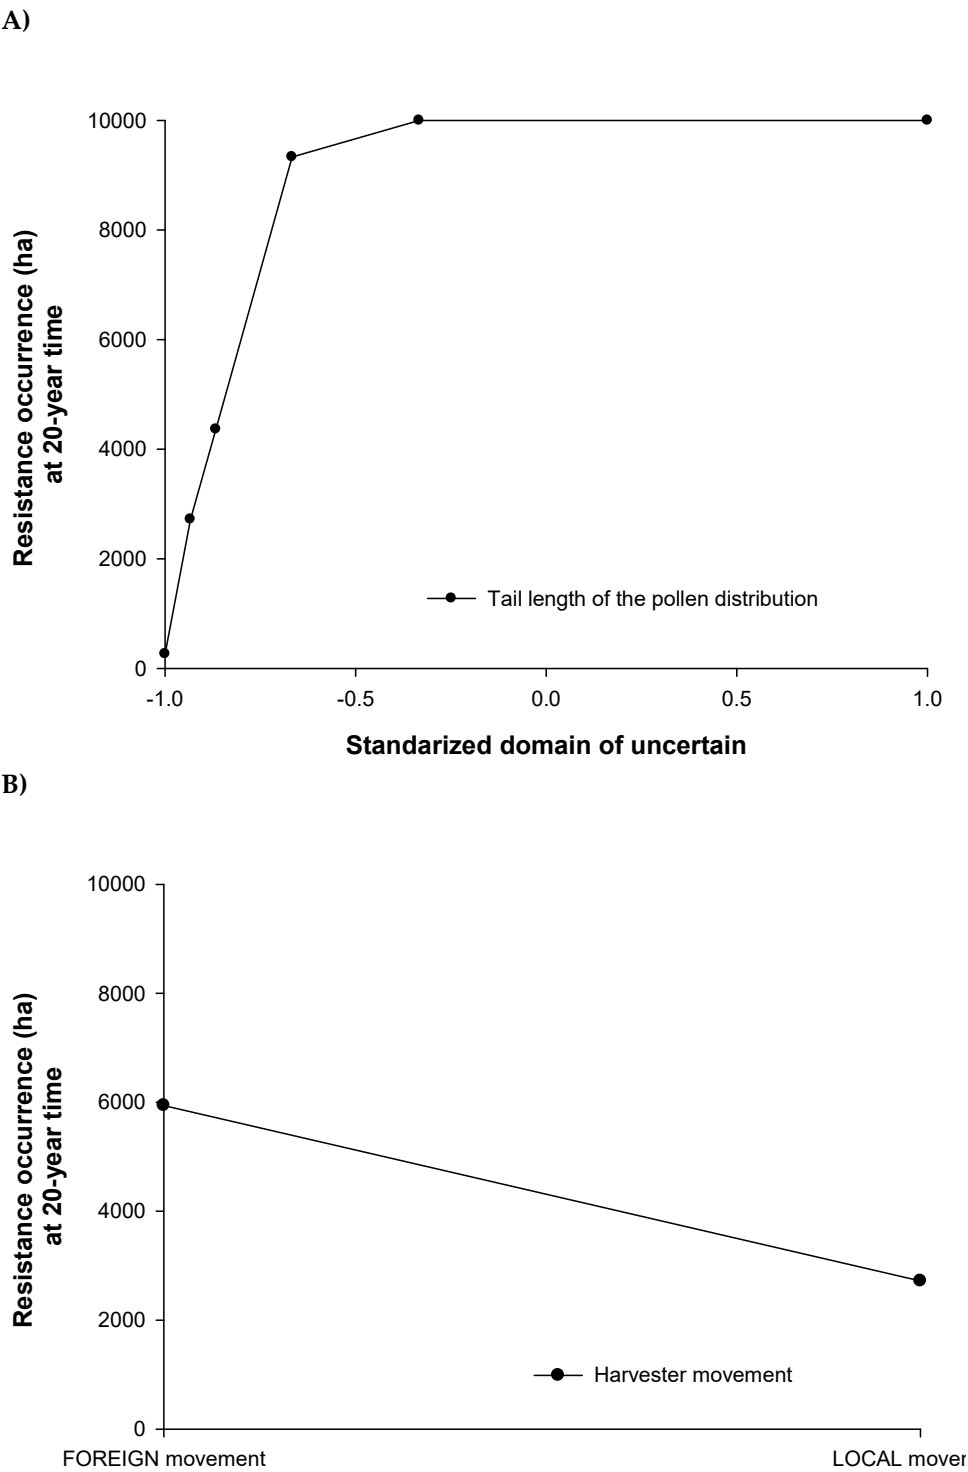 A)
10000
8000
6000
4000
2000
0
Resistance occurrence (ha)
at 20-year time
Tail length of the pollen distribution
-1.0 -0.5 0.0 0.5 1.0
Standarized domain of uncertain
B)
10000
8000
6000
4000
2000
0
Resistance occurrence (ha)
at 20-year time
Harvester movement
FOREIGN movement LOCAL mover